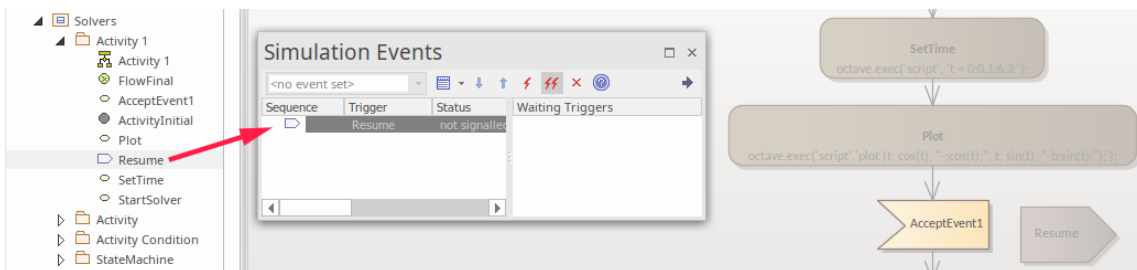 Solvers
Activity 1
Activity 1
FlowFinal
AcceptEvent1
ActivityInitial
Plot
Resume
SetTime
StartSolver
Activity
Activity Condition
StateMachine
Simulation Events
<no event set>
Sequence Trigger Status Waiting Triggers
Resume not signalled
SetTime
octave.exec('script', 't = 0:0.1:6.3;');
Plot
octave.exec('script','plot (t, cos(t), "-;cos(t);", t, sin(t), "-b;sin(t);");');
AcceptEvent1
Resume